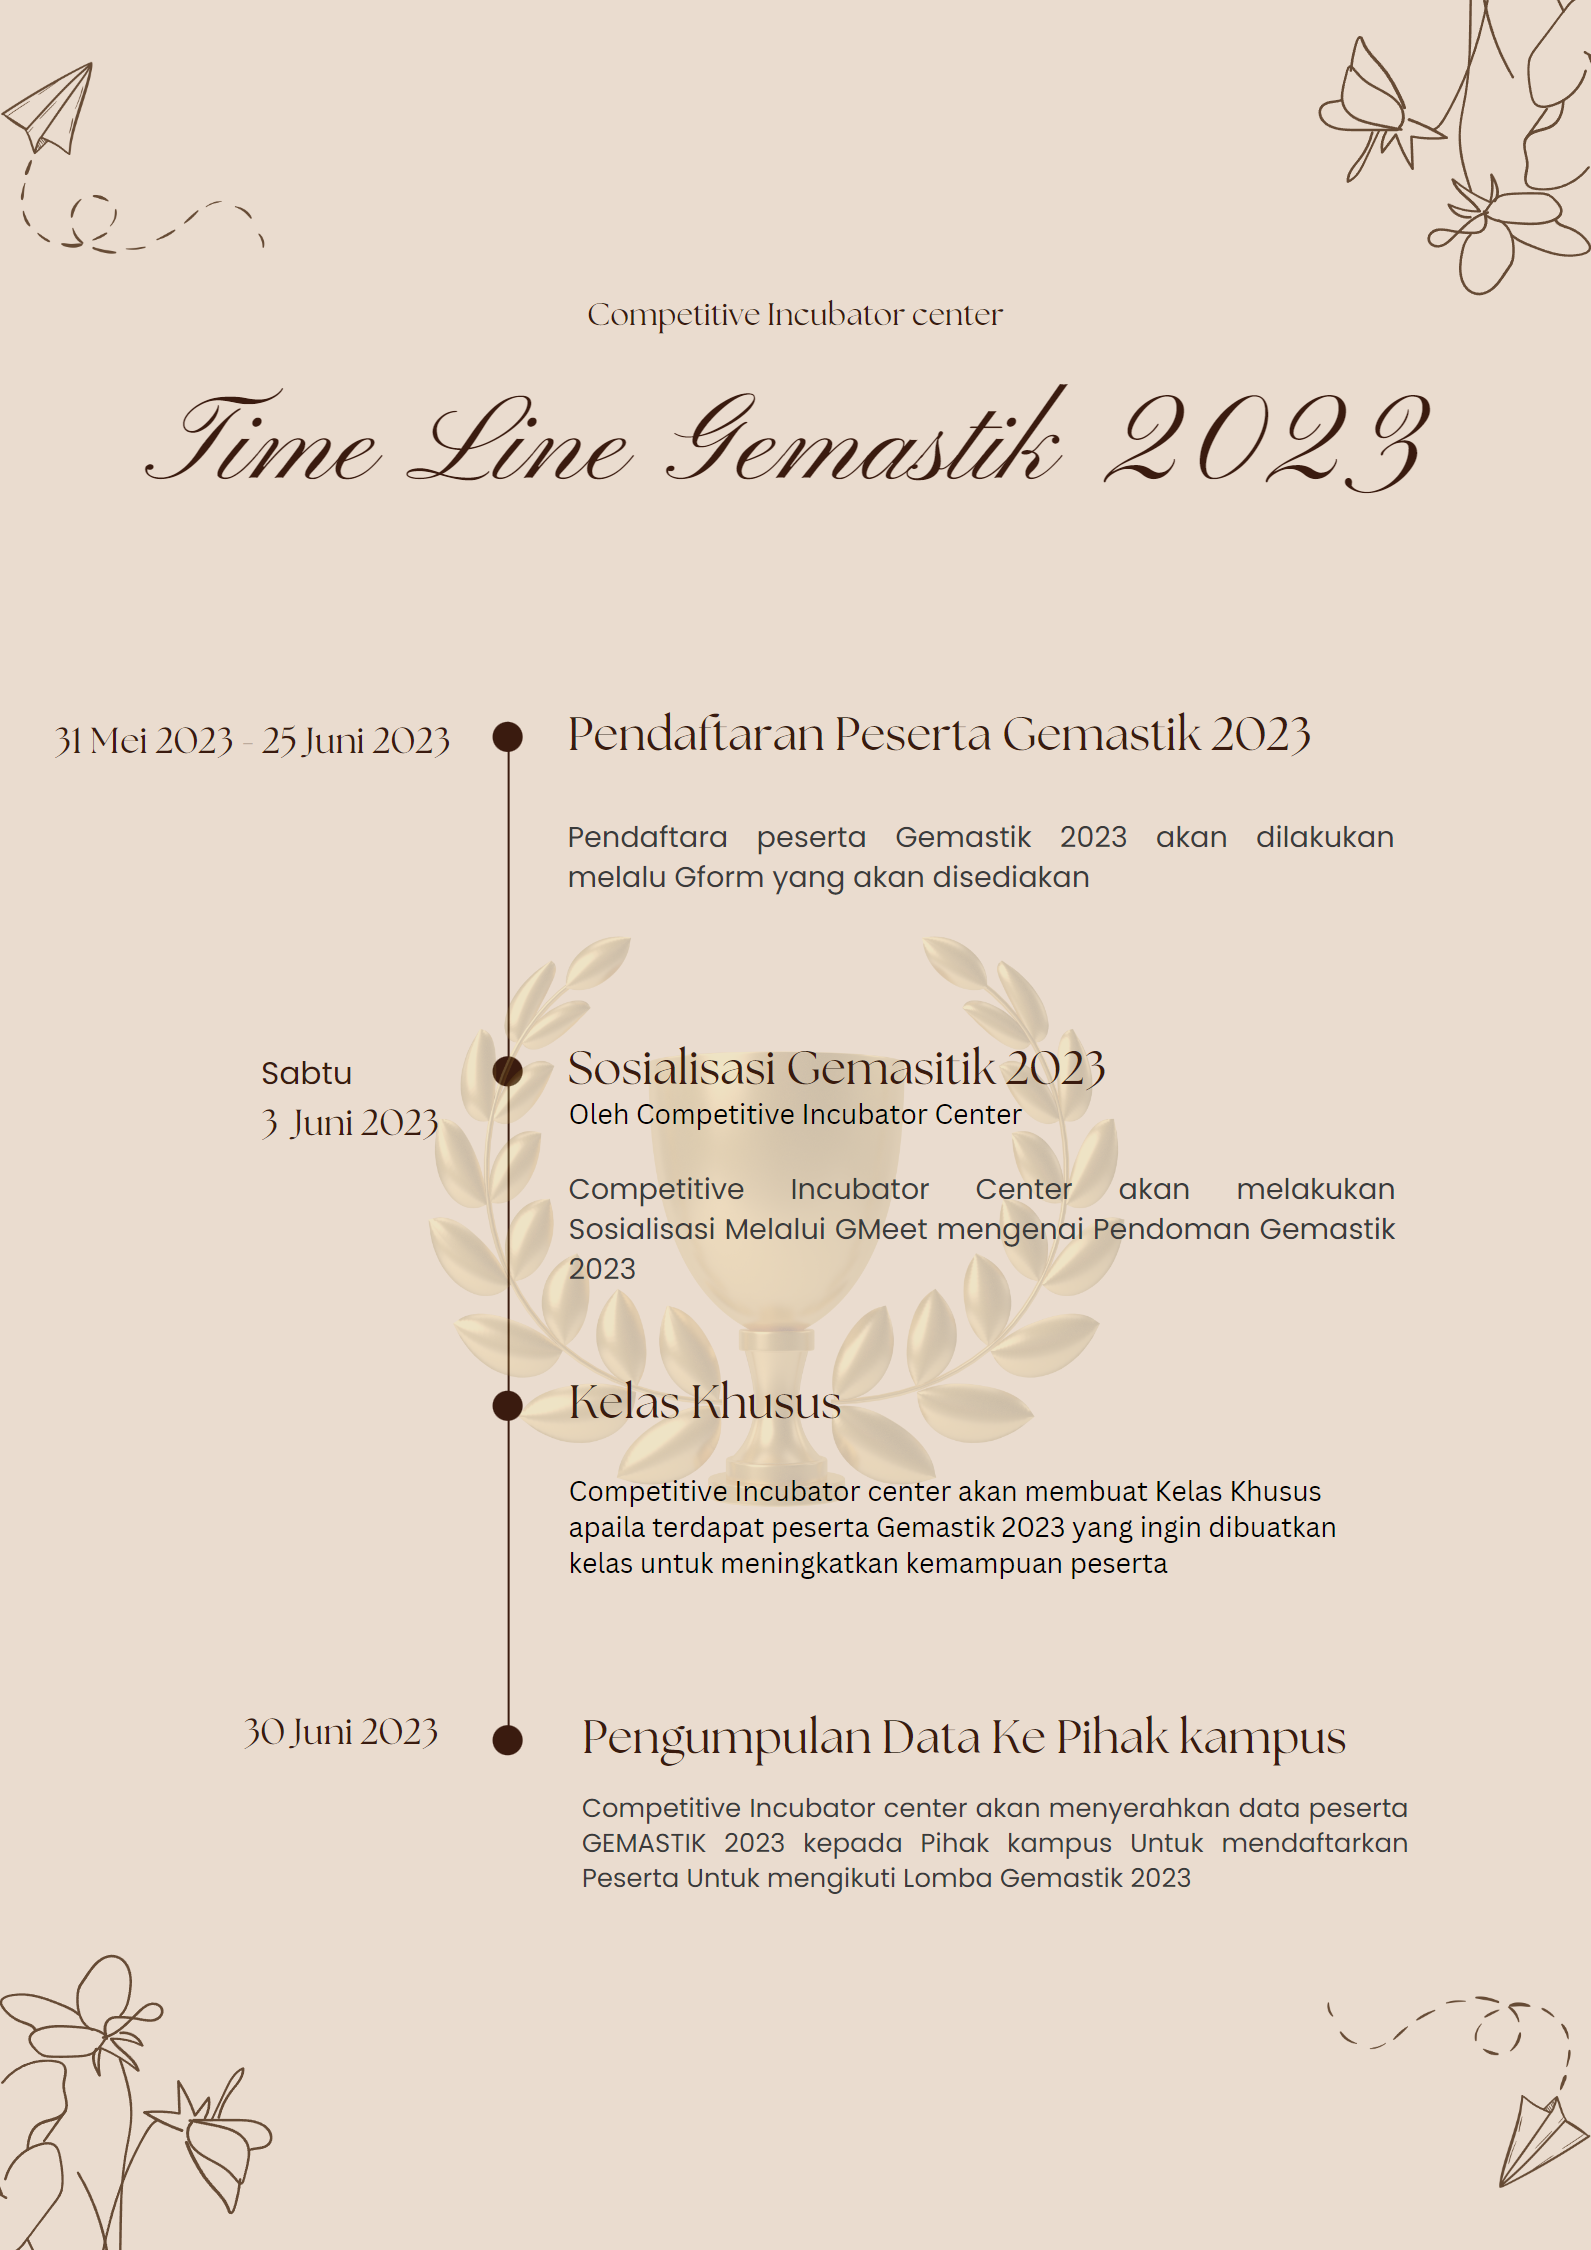 Competitive Incubator center
Time Line Gemastik 2023
31 Mei 2023 - 25 Juni 2023
Pendaftaran Peserta Gemastik 2023
Pendaftara peserta Gemastik 2023 akan dilakukan
melalu Gform yang akan disediakan
Sabtu
3 Juni 2023
Sosialisasi Gemasitik 2023
Oleh Competitive Incubator Center
Competitive Incubator Center akan melakukan
Sosialisasi Melalui GMeet mengenai Pendoman Gemastik
2023
Kelas Khusus
Competitive Incubator center akan membuat Kelas Khusus
apaila terdapat peserta Gemastik 2023 yang ingin dibuatkan
kelas untuk meningkatkan kemampuan peserta
30 Juni 2023
Pengumpulan Data Ke Pihak kampus
Competitive Incubator center akan menyerahkan data peserta
GEMASTIK 2023 kepada Pihak kampus Untuk mendaftarkan
Peserta Untuk mengikuti Lomba Gemastik 2023